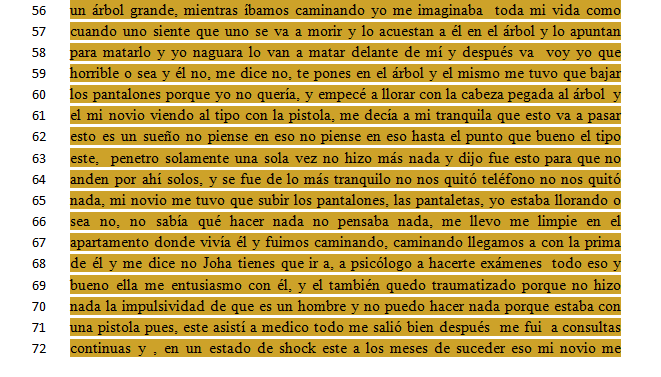 56 un árbol grande, mientras íbamos caminando yo me imaginaba toda mi vida como
57 cuando uno siente que uno se va a morir y lo acuestan a él en el árbol y lo apuntan
58 para matarlo y yo naguara lo van a matar delante de mí y después va voy yo que
59 horrible o sea y él no, me dice no, te pones en el árbol y el mismo me tuvo que bajar
60 los pantalones porque yo no quería, y empecé a llorar con la cabeza pegada al árbol y
61 el mi novio viendo al tipo con la pistola, me decía a mi tranquila que esto va a pasar
62 esto es un sueño no piense en eso no piense en eso hasta el punto que bueno el tipo
63 este, penetro solamente una sola vez no hizo más nada y dijo fue esto para que no
64 anden por ahí solos, y se fue de lo más tranquilo no nos quitó teléfono no nos quitó
65 nada, mi novio me tuvo que subir los pantalones, las pantaletas, yo estaba llorando o
66 sea no, no sabía qué hacer nada no pensaba nada, me llevo me limpie en el
67 apartamento donde vivía él y fuimos caminando, caminando llegamos a con la prima
68 de él y me dice no Joha tienes que ir a, a psicólogo a hacerte exámenes todo eso y
69 bueno ella me entusiasmo con él, y el también quedo traumatizado porque no hizo
70 nada la impulsividad de que es un hombre y no puedo hacer nada porque estaba con
71 una pistola pues, este asistí a medico todo me salió bien después me fui a consultas
72 continuas y , en un estado de shock este a los meses de suceder eso mi novio me